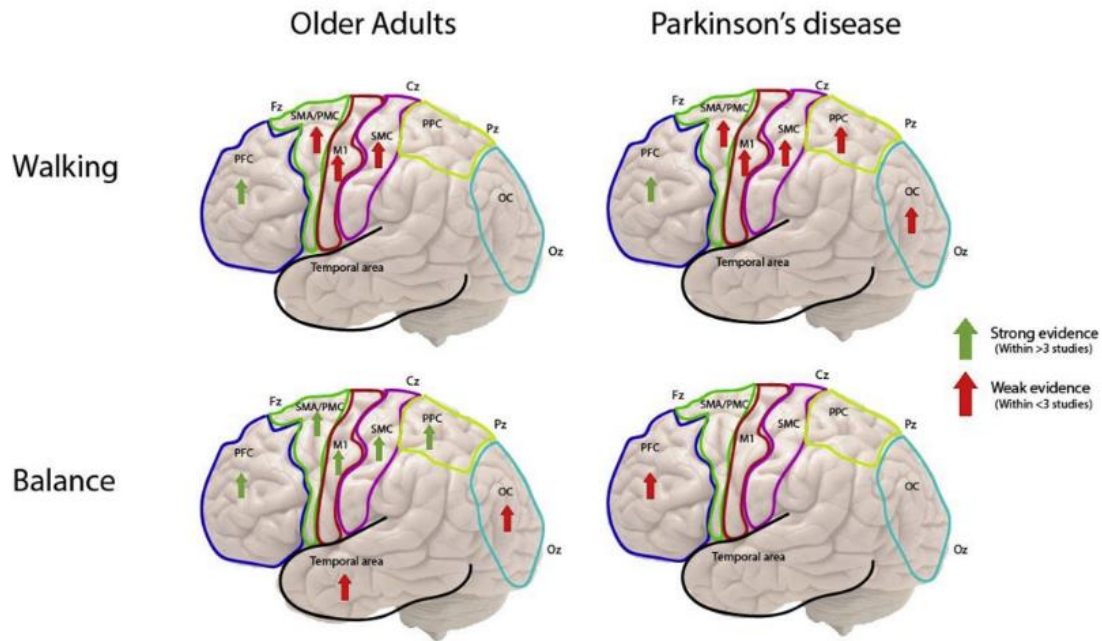 Older Adults
Parkinson's disease
Walking
Fz
SMA/PMC
Cz
PFC
M1
SMC
PPC
Pz
OC
Oz
Temporal area
Fz
SMA/PMC
Cz
PFC
M1
SMC
PPC
Pz
OC
Oz
Temporal area
Strong evidence
(Within >3 studies)
Weak evidence
(Within <3 studies)
Balance
Fz
SMA/PMC
Cz
PFC
M1
SMC
PPC
Pz
OC
Oz
Temporal area
Fz
SMA/PMC
Cz
PFC
M1
SMC
PPC
Pz
OC
Oz
Temporal area